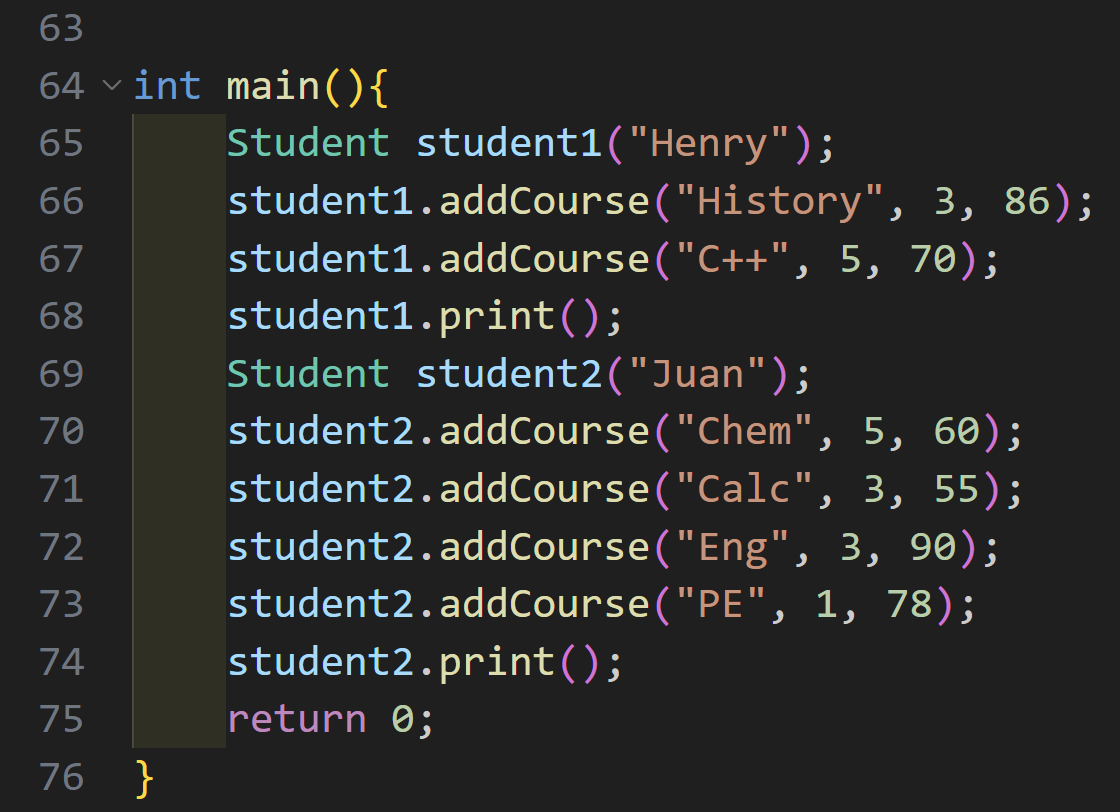 63
64 int main(){
65 Student student1("Henry");
66 student1.addCourse("History", 3, 86);
67 student1.addCourse("C++", 5, 70);
68 student1.print();
69 Student student2("Juan");
70 student2.addCourse("Chem", 5, 60);
71 student2.addCourse("Calc", 3, 55);
72 student2.addCourse("Eng", 3, 90);
73 student2.addCourse("PE", 1, 78);
74 student2.print();
75 return 0;
76 }